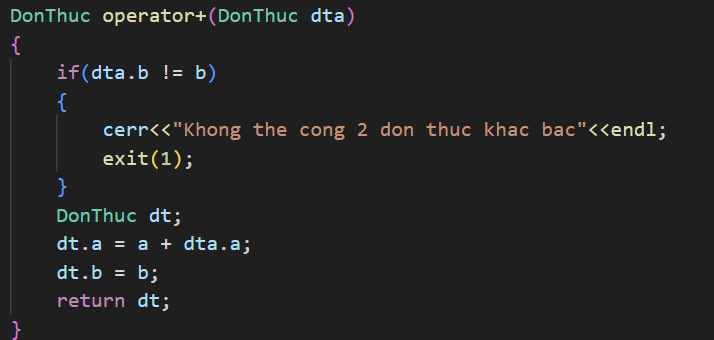 DonThuc operator+(DonThuc dta)
{
if(dta.b != b)
{
cerr<<"Khong the cong 2 don thuc khac bac"<<endl;
exit(1);
}
DonThuc dt;
dt.a = a + dta.a;
dt.b = b;
return dt;
}